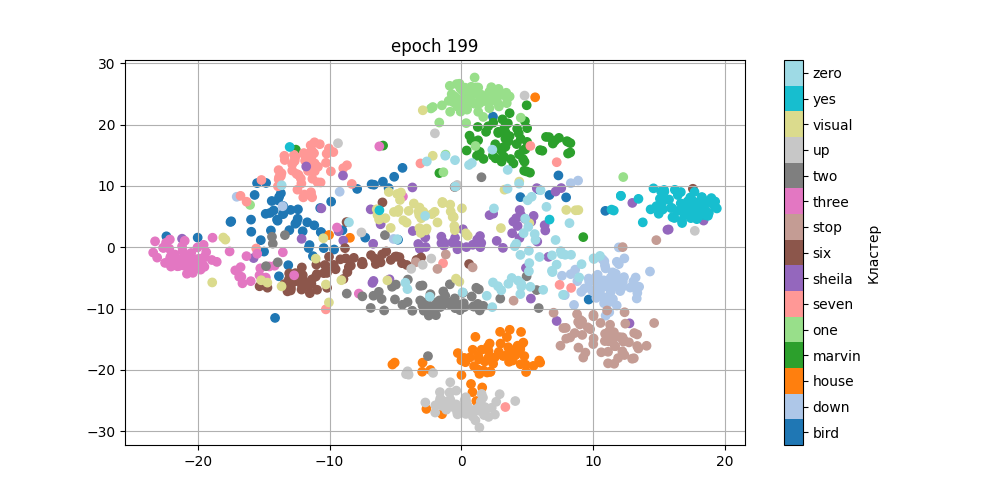 epoch 199
30
20
10
0
−10
−20
−30
−20
−10
0
10
20
zero
yes
visual
up
two
three
stop
six
sheila
seven
one
marvin
house
down
bird
Кластер